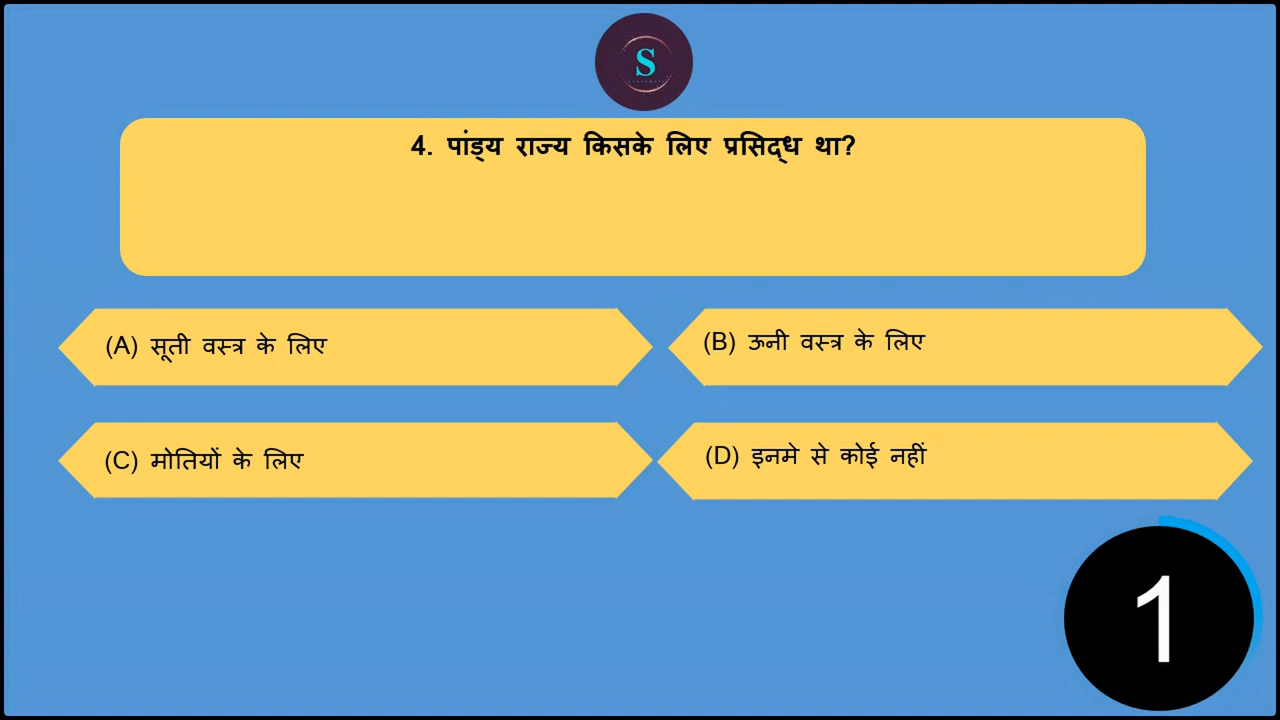 S
4. पांड्य राज्य किसके लिए प्रसिद्ध था?
(A) सूती वस्त्र के लिए
(B) ऊनी वस्त्र के लिए
(C) मोतियों के लिए
(D) इनमे से कोई नहीं
1